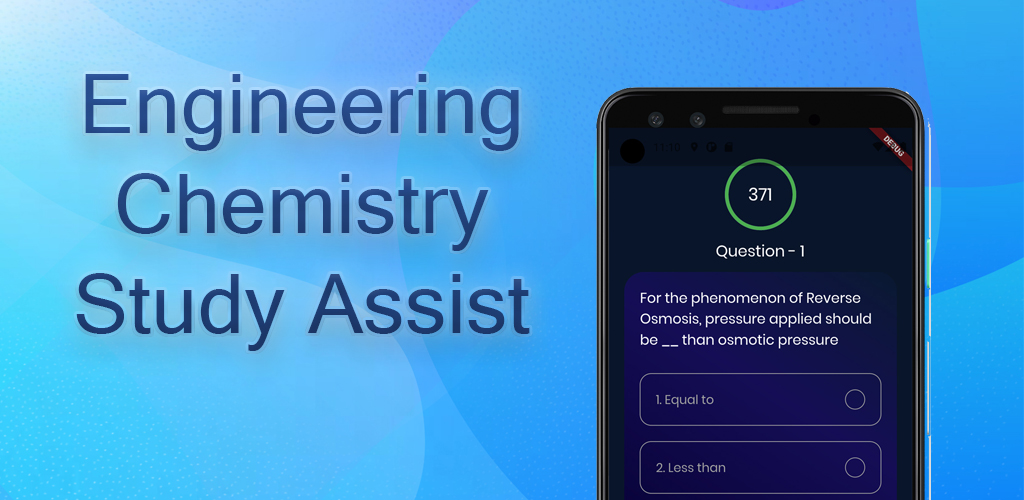 Engineering
Chemistry
Study Assist
11:10
DEBUG
371
Question - 1
For the phenomenon of Reverse
Osmosis, pressure applied should
be __ than osmotic pressure
1. Equal to
2. Less than